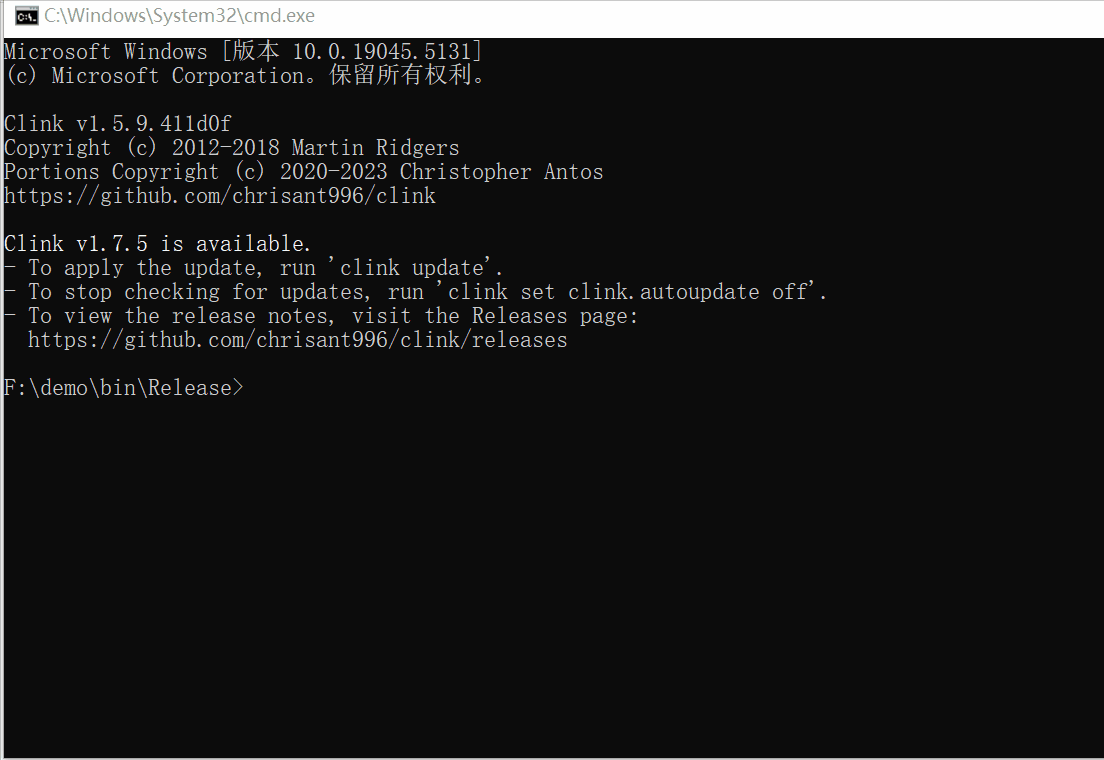 C:\Windows\System32\cmd.exe
Microsoft Windows [版本 10.0.19045.5131]
(c) Microsoft Corporation。保留所有权利。
Clink v1.5.9.411d0f
Copyright (c) 2012-2018 Martin Ridgers
Portions Copyright (c) 2020-2023 Christopher Antos
https://github.com/chrisant996/clink
Clink v1.7.5 is available.
- To apply the update, run 'clink update'.
- To stop checking for updates, run 'clink set clink.autoupdate off'.
- To view the release notes, visit the Releases page:
https://github.com/chrisant996/clink/releases
F:\demo\bin\Release>